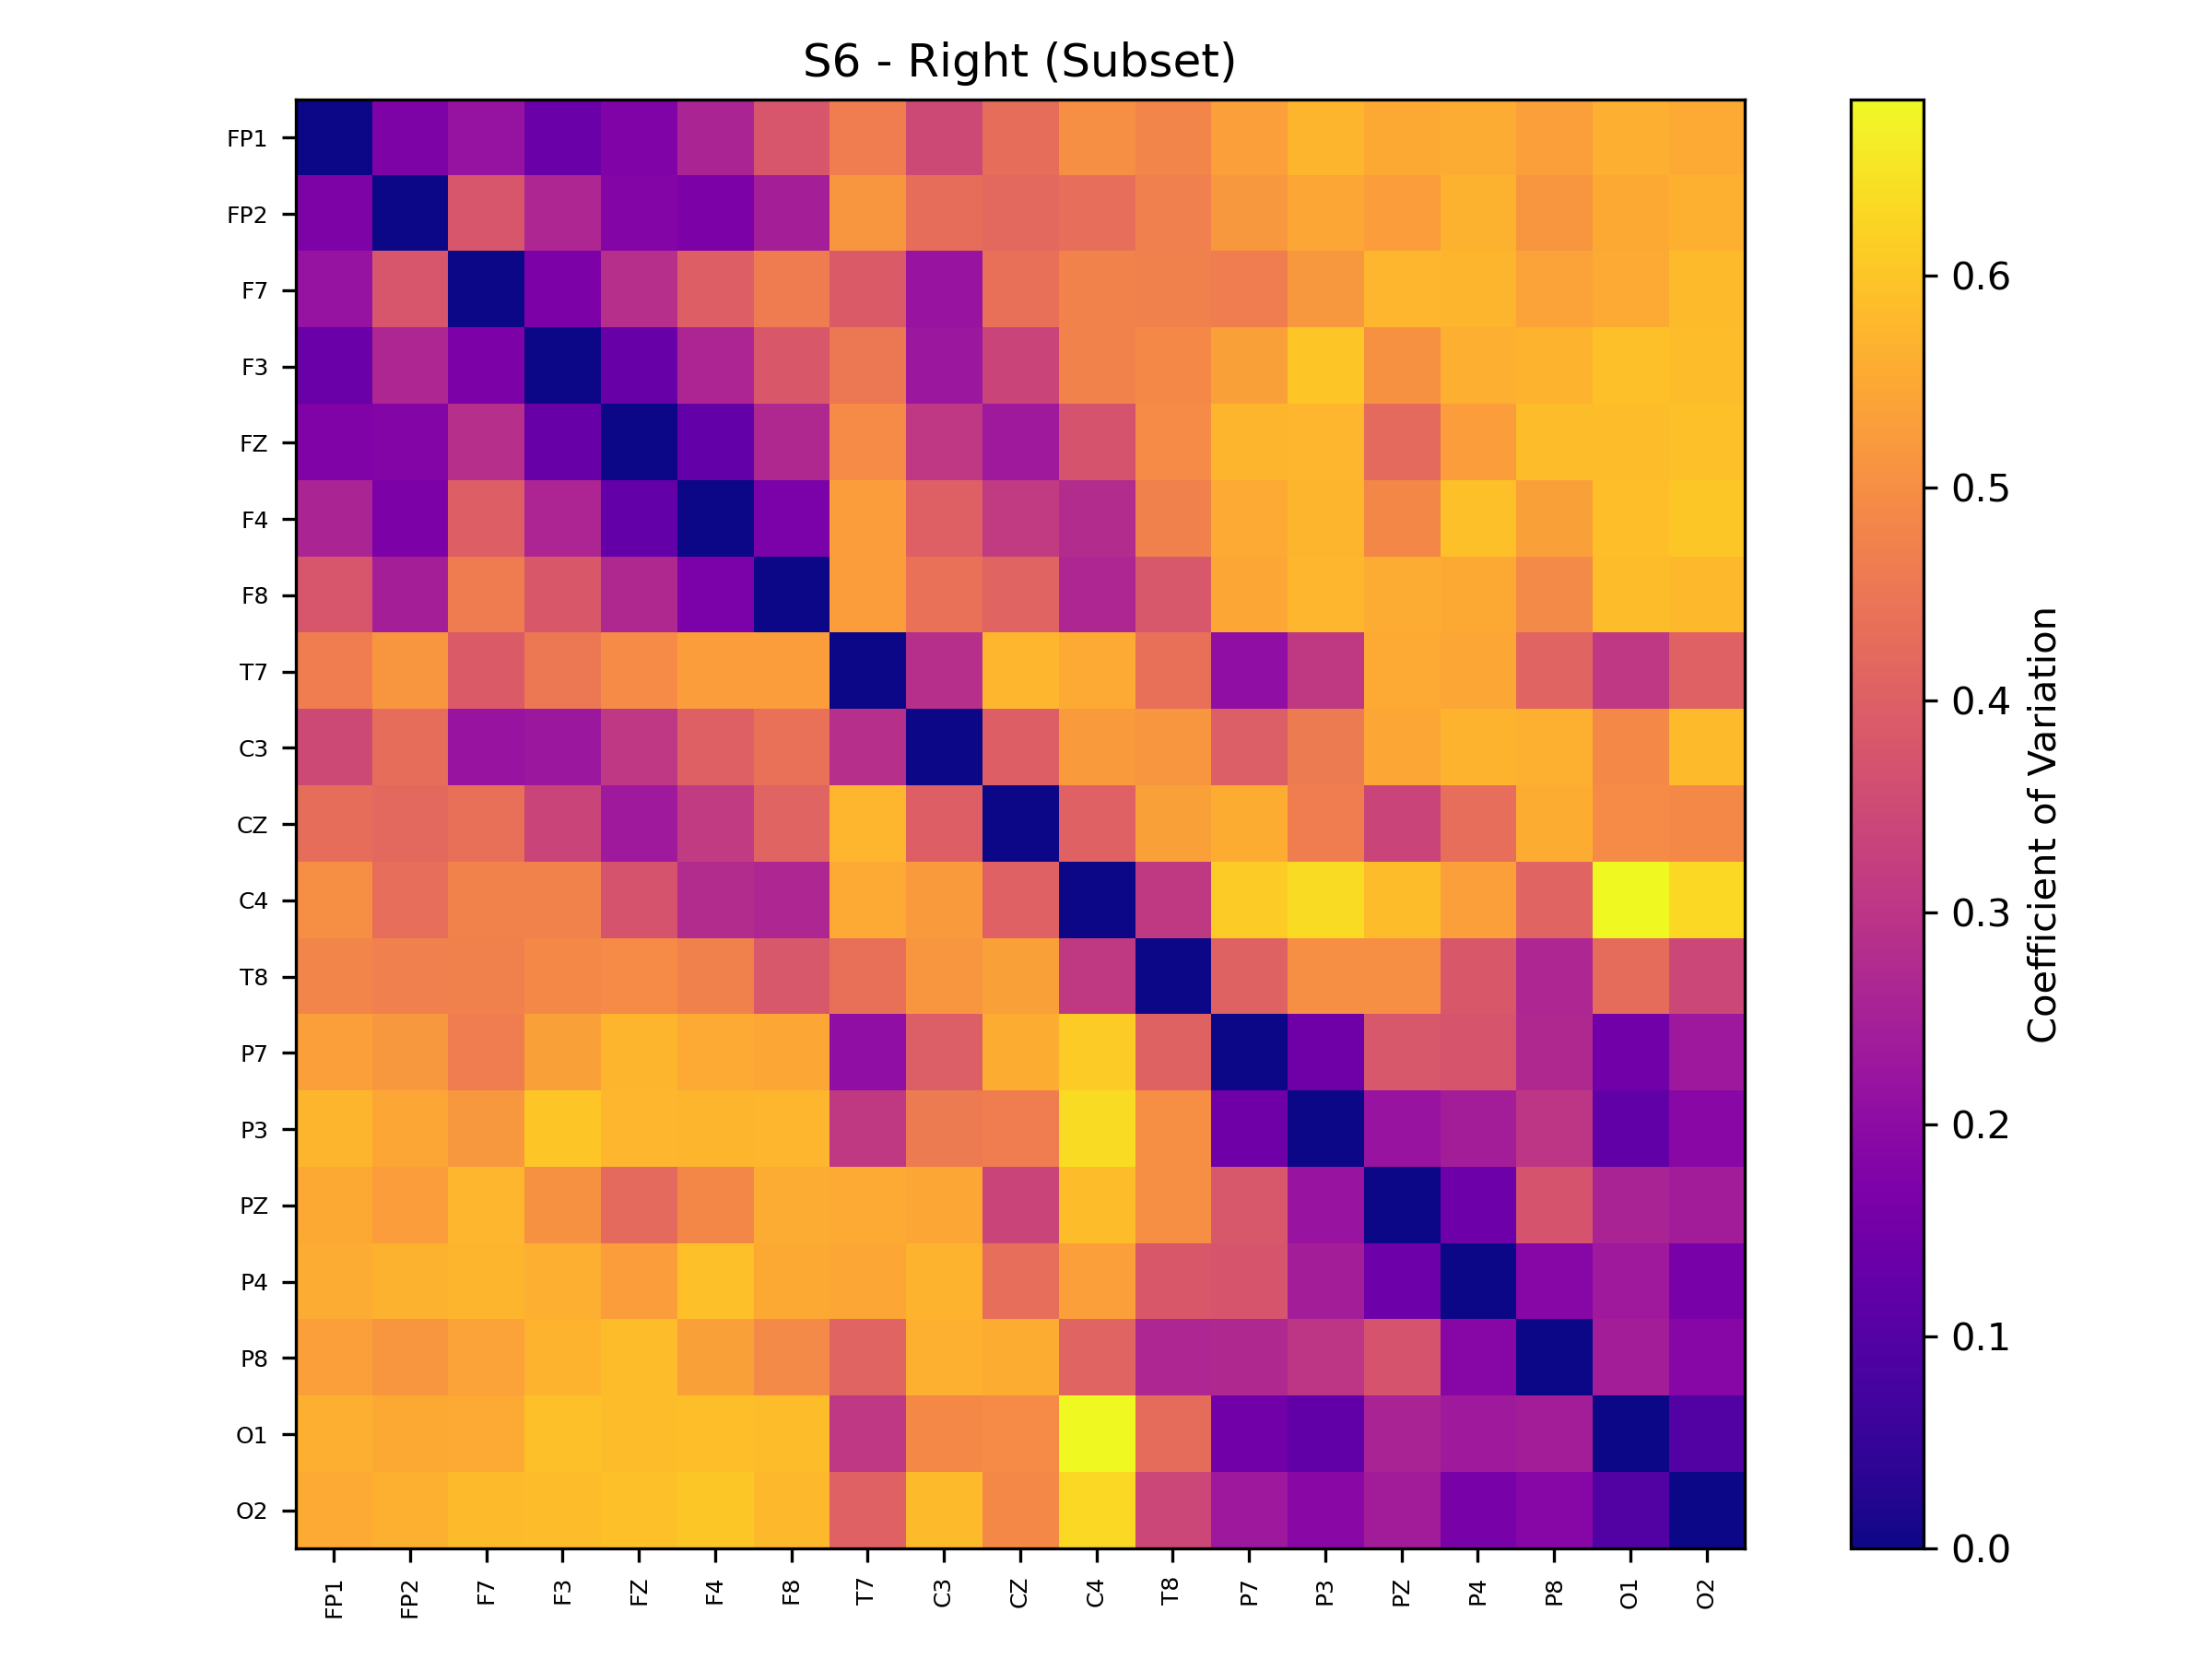 S6 - Right (Subset)
FP1
FP2
F7
F3
FZ
F4
F8
T7
C3
CZ
C4
T8
P7
P3
PZ
P4
P8
O1
O2
FP1 FP2 F7 F3 FZ F4 F8 T7 C3 CZ C4 T8 P7 P3 PZ P4 P8 O1 O2
0.6
0.5
0.4
0.3
0.2
0.1
0.0
Coefficient of Variation